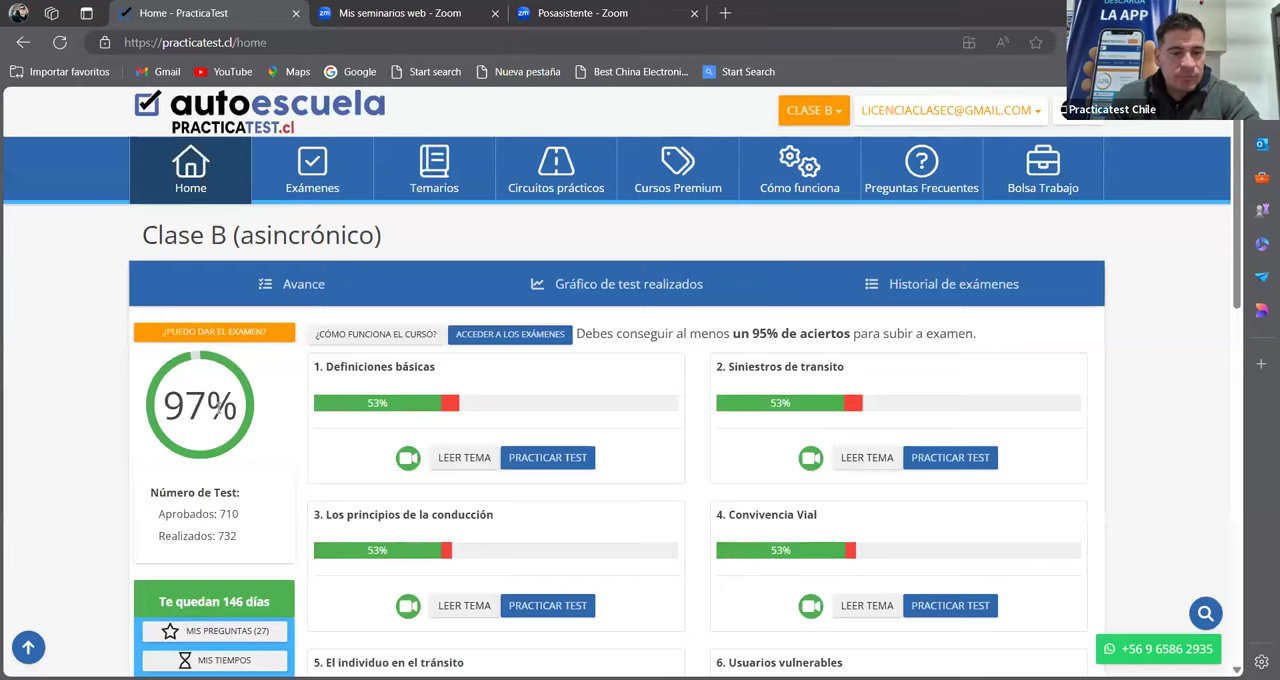 Home - PracticaTest
Mis seminarios web - Zoom
Posasistente - Zoom
https://practicatest.cl/home
Importar favoritos
Gmail
YouTube
Maps
Google
Start search
Nueva pestaña
Best China Electroni...
Start Search
DESCARGA
LA APP
Practicatest Chile
autoescuela
PRACTICATEST.cl
CLASE B
LICENCIACLASEC@GMAIL.COM
Home
Exámenes
Temarios
Circuitos prácticos
Cursos Premium
Cómo funciona
Preguntas Frecuentes
Bolsa Trabajo
Clase B (asincrónico)
Avance
Gráfico de test realizados
Historial de exámenes
¿PUEDO DAR EL EXAMEN?
97%
Número de Test:
Aprobados: 710
Realizados: 732
Te quedan 146 días
MIS PREGUNTAS (27)
MIS TIEMPOS
¿CÓMO FUNCIONA EL CURSO?
ACCEDER A LOS EXÁMENES
Debes conseguir al menos un 95% de aciertos para subir a examen.
1. Definiciones básicas
53%
LEER TEMA
PRACTICAR TEST
2. Siniestros de transito
53%
LEER TEMA
PRACTICAR TEST
3. Los principios de la conducción
53%
LEER TEMA
PRACTICAR TEST
4. Convivencia Vial
53%
LEER TEMA
PRACTICAR TEST
5. El individuo en el tránsito
6. Usuarios vulnerables
+56 9 6586 2935